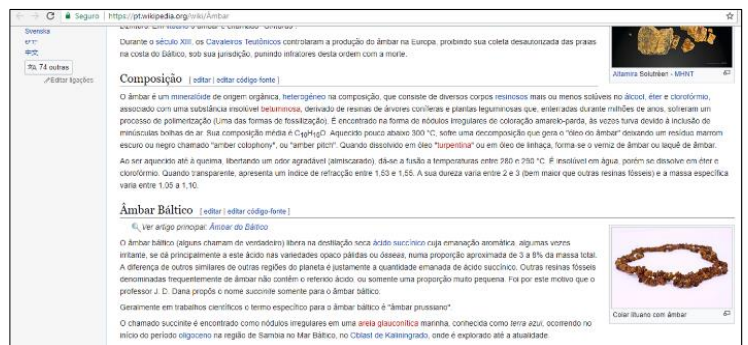 Seguro | https://pt.wikipedia.org/wiki/Âmbar
Svenska
中文
74 outras
Editar ligações
Durante o século XIII, os Cavaleiros Teutônicos controlaram a produção do âmbar na Europa, proibindo sua coleta desautorizada das praias
na costa do Báltico, sob sua jurisdição, punindo infratores desta ordem com a morte.
Altamira Solutréen - MHNT
Composição [ editar | editar código-fonte ]
O âmbar é um mineralóide de origem orgânica, heterogéneo na composição, que consiste de diversos corpos resinosos mais ou menos solúveis no álcool, éter e clorofórmio,
associado com uma substância insolúvel betuminosa, derivado de resinas de árvores coníferas e plantas leguminosas que, enterradas durante milhões de anos, sofreram um
processo de polimerização (Uma das formas de fossilização). É encontrado na forma de nódulos irregulares de coloração amarelo-parda, às vezes turva devido à inclusão de
minúsculas bolhas de ar. Sua composição média é C₁₀H₁₆O. Aquecido pouco abaixo 300 °C, sofre uma decomposição que gera o "óleo do âmbar" deixando um resíduo marrom
escuro ou negro chamado "amber colophony", ou "amber pitch". Quando dissolvido em óleo "turpentina" ou em óleo de linhaça, forma-se o verniz de âmbar ou laquê de âmbar.
Ao ser aquecido até à queima, libertando um odor agradável (almiscarado), dá-se a fusão a temperaturas entre 280 e 290 °C. É insolúvel em água, porém se dissolve em éter e
clorofórmio. Quando transparente, apresenta um índice de refracção entre 1,53 e 1,55. A sua dureza varia entre 2 e 3 (bem maior que outras resinas fósseis) e a massa específica
varia entre 1,05 a 1,10.
Âmbar Báltico [ editar | editar código-fonte ]
Ver artigo principal: Âmbar do Báltico
O âmbar báltico (alguns chamam de verdadeiro) libera na destilação seca ácido succínico cuja emanação aromática, algumas vezes
irritante, se dá principalmente a este ácido nas variedades opaco pálidas ou ósseas, numa proporção aproximada de 3 a 8% da massa total.
A diferença de outros similares de outras regiões do planeta é justamente a quantidade emanada de ácido succínico. Outras resinas fósseis
denominadas frequentemente de âmbar não contêm o referido ácido, ou somente uma proporção muito pequena. Foi por este motivo que o
professor J. D. Dana propôs o nome succinite somente para o âmbar báltico.
Geralmente em trabalhos científicos o termo específico para o âmbar báltico é "âmbar prussiano"
O chamado succinite é encontrado como nódulos irregulares em uma areia glauconítica marinha, conhecida como terra azul, ocorrendo no
início do período oligoceno na região de Sambia no Mar Báltico, no Oblast de Kaliningrado, onde é explorado até a atualidade.
Colar lituano com âmbar